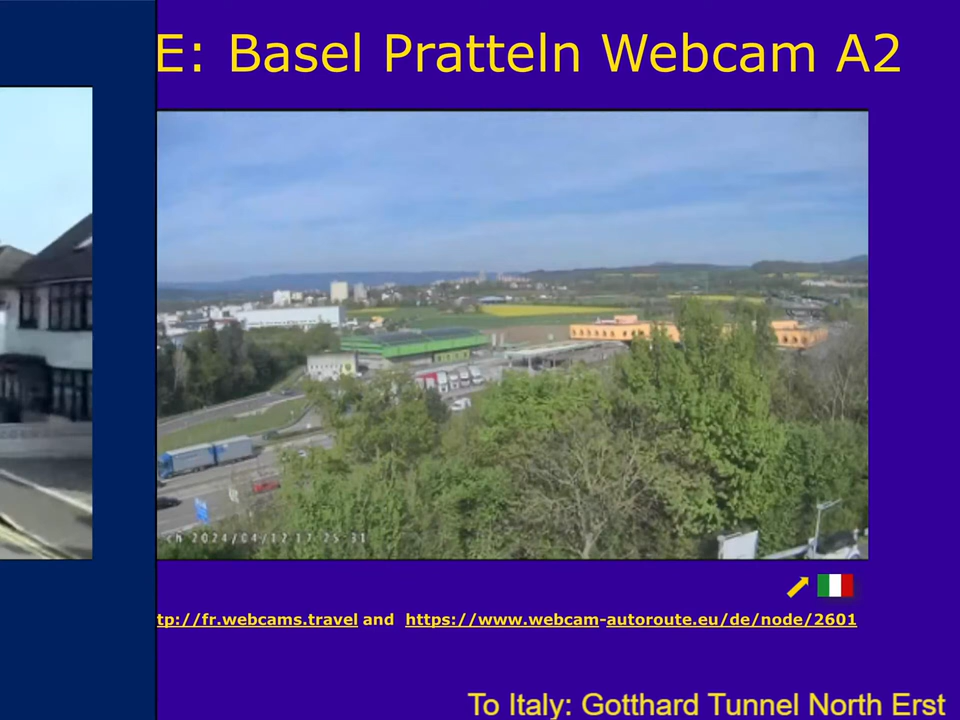 E: Basel Pratteln Webcam A2
ch 2024/04/12 17 25:31
tp://fr.webcams.travel and https://www.webcam-autoroute.eu/de/node/2601
To Italy: Gotthard Tunnel North Erst